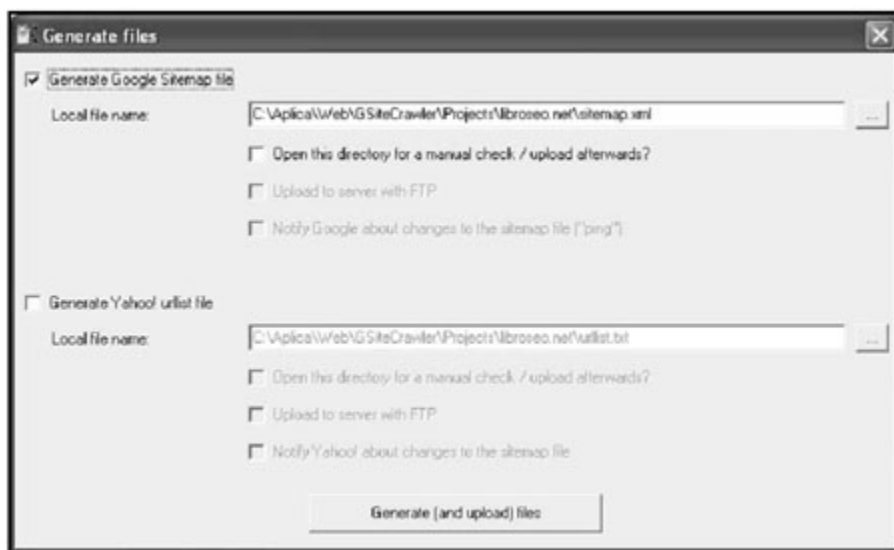 Generate files
Generate Google Sitemap file
Local file name:
C:\Aplica\Web\GSiteCrawler\Projects\libroseo.net\sitemap.xml
...
Open this directory for a manual check / upload afterwards?
Upload to server with FTP
Notify Google about changes to the sitemap file ("ping")
Generate Yahoo! urllist file
Local file name:
C:\Aplica\Web\GSiteCrawler\Projects\libroseo.net\urllist.txt
...
Open this directory for a manual check / upload afterwards?
Upload to server with FTP
Notify Yahoo! about changes to the sitemap file
Generate (and upload) files